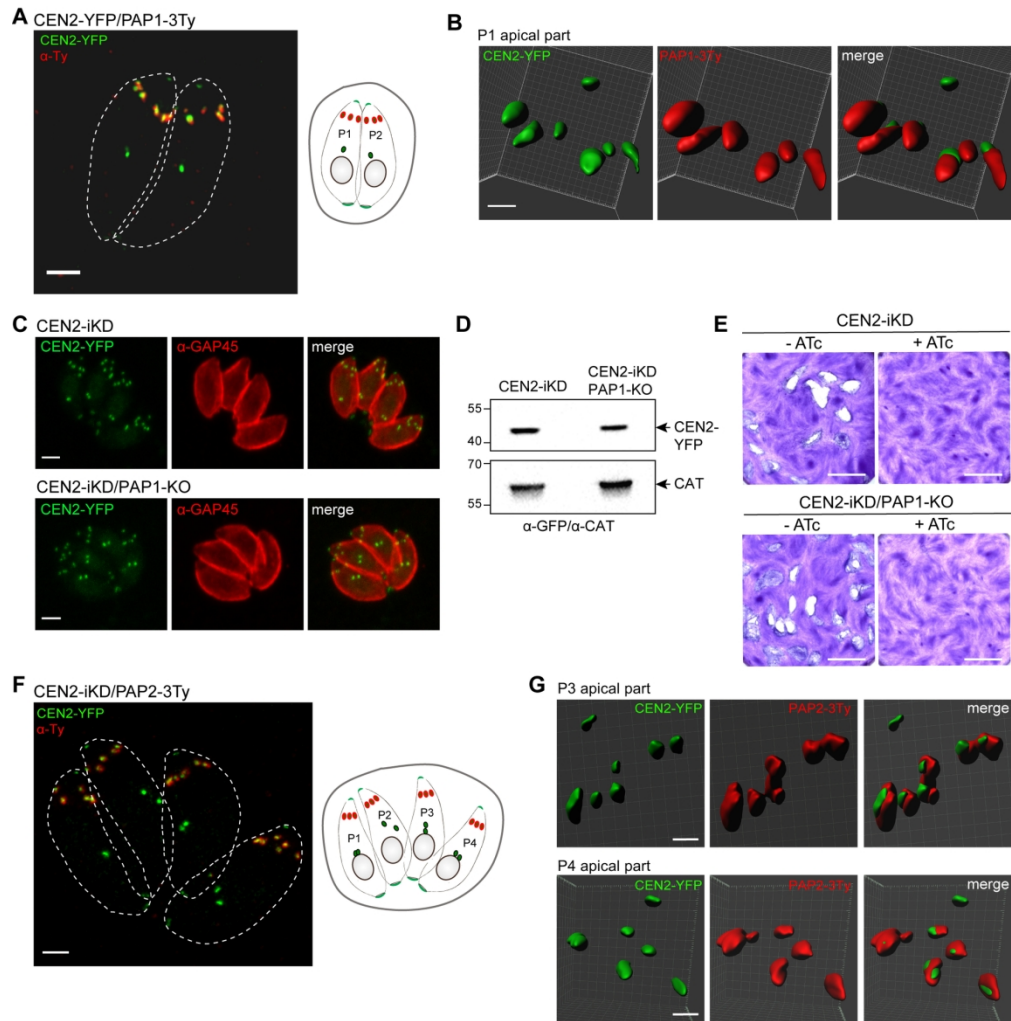 A
CEN2-YFP/PAP1-3Ty
CEN2-YFP
α-Ty
P1 P2
B
P1 apical part
CEN2-YFP PAP1-3Ty merge
C
CEN2-iKD
CEN2-YFP α-GAP45 merge
CEN2-iKD/PAP1-KO
CEN2-YFP α-GAP45 merge
D
CEN2-iKD CEN2-iKD
PAP1-KO
55
40
CEN2-
YFP
70
55
CAT
α-GFP/α-CAT
E
CEN2-iKD
- ATc + ATc
CEN2-iKD/PAP1-KO
- ATc + ATc
F
CEN2-iKD/PAP2-3Ty
CEN2-YFP
α-Ty
P1 P2 P3 P4
G
P3 apical part
CEN2-YFP PAP2-3Ty merge
P4 apical part
CEN2-YFP PAP2-3Ty merge